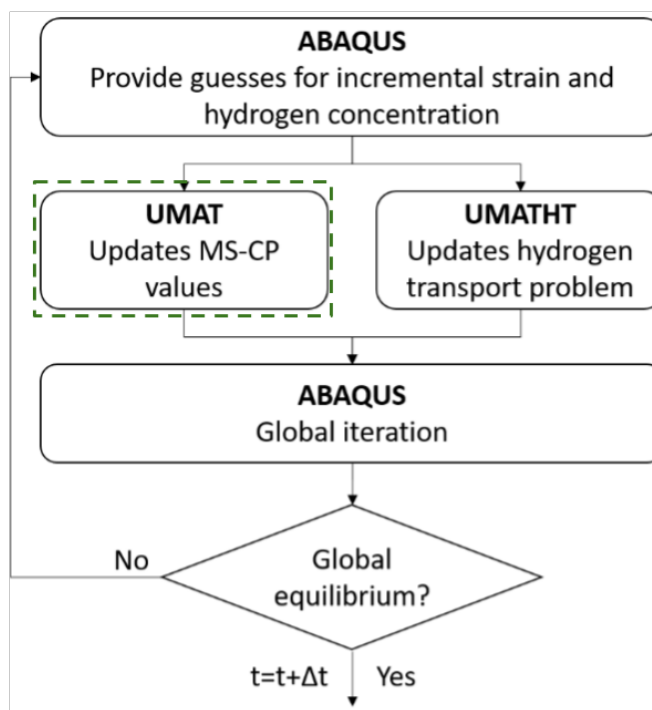 ABAQUS
Provide guesses for incremental strain and
hydrogen concentration
UMAT
Updates MS-CP
values
UMATHT
Updates hydrogen
transport problem
ABAQUS
Global iteration
No
Global
equilibrium?
t=t+Δt
Yes